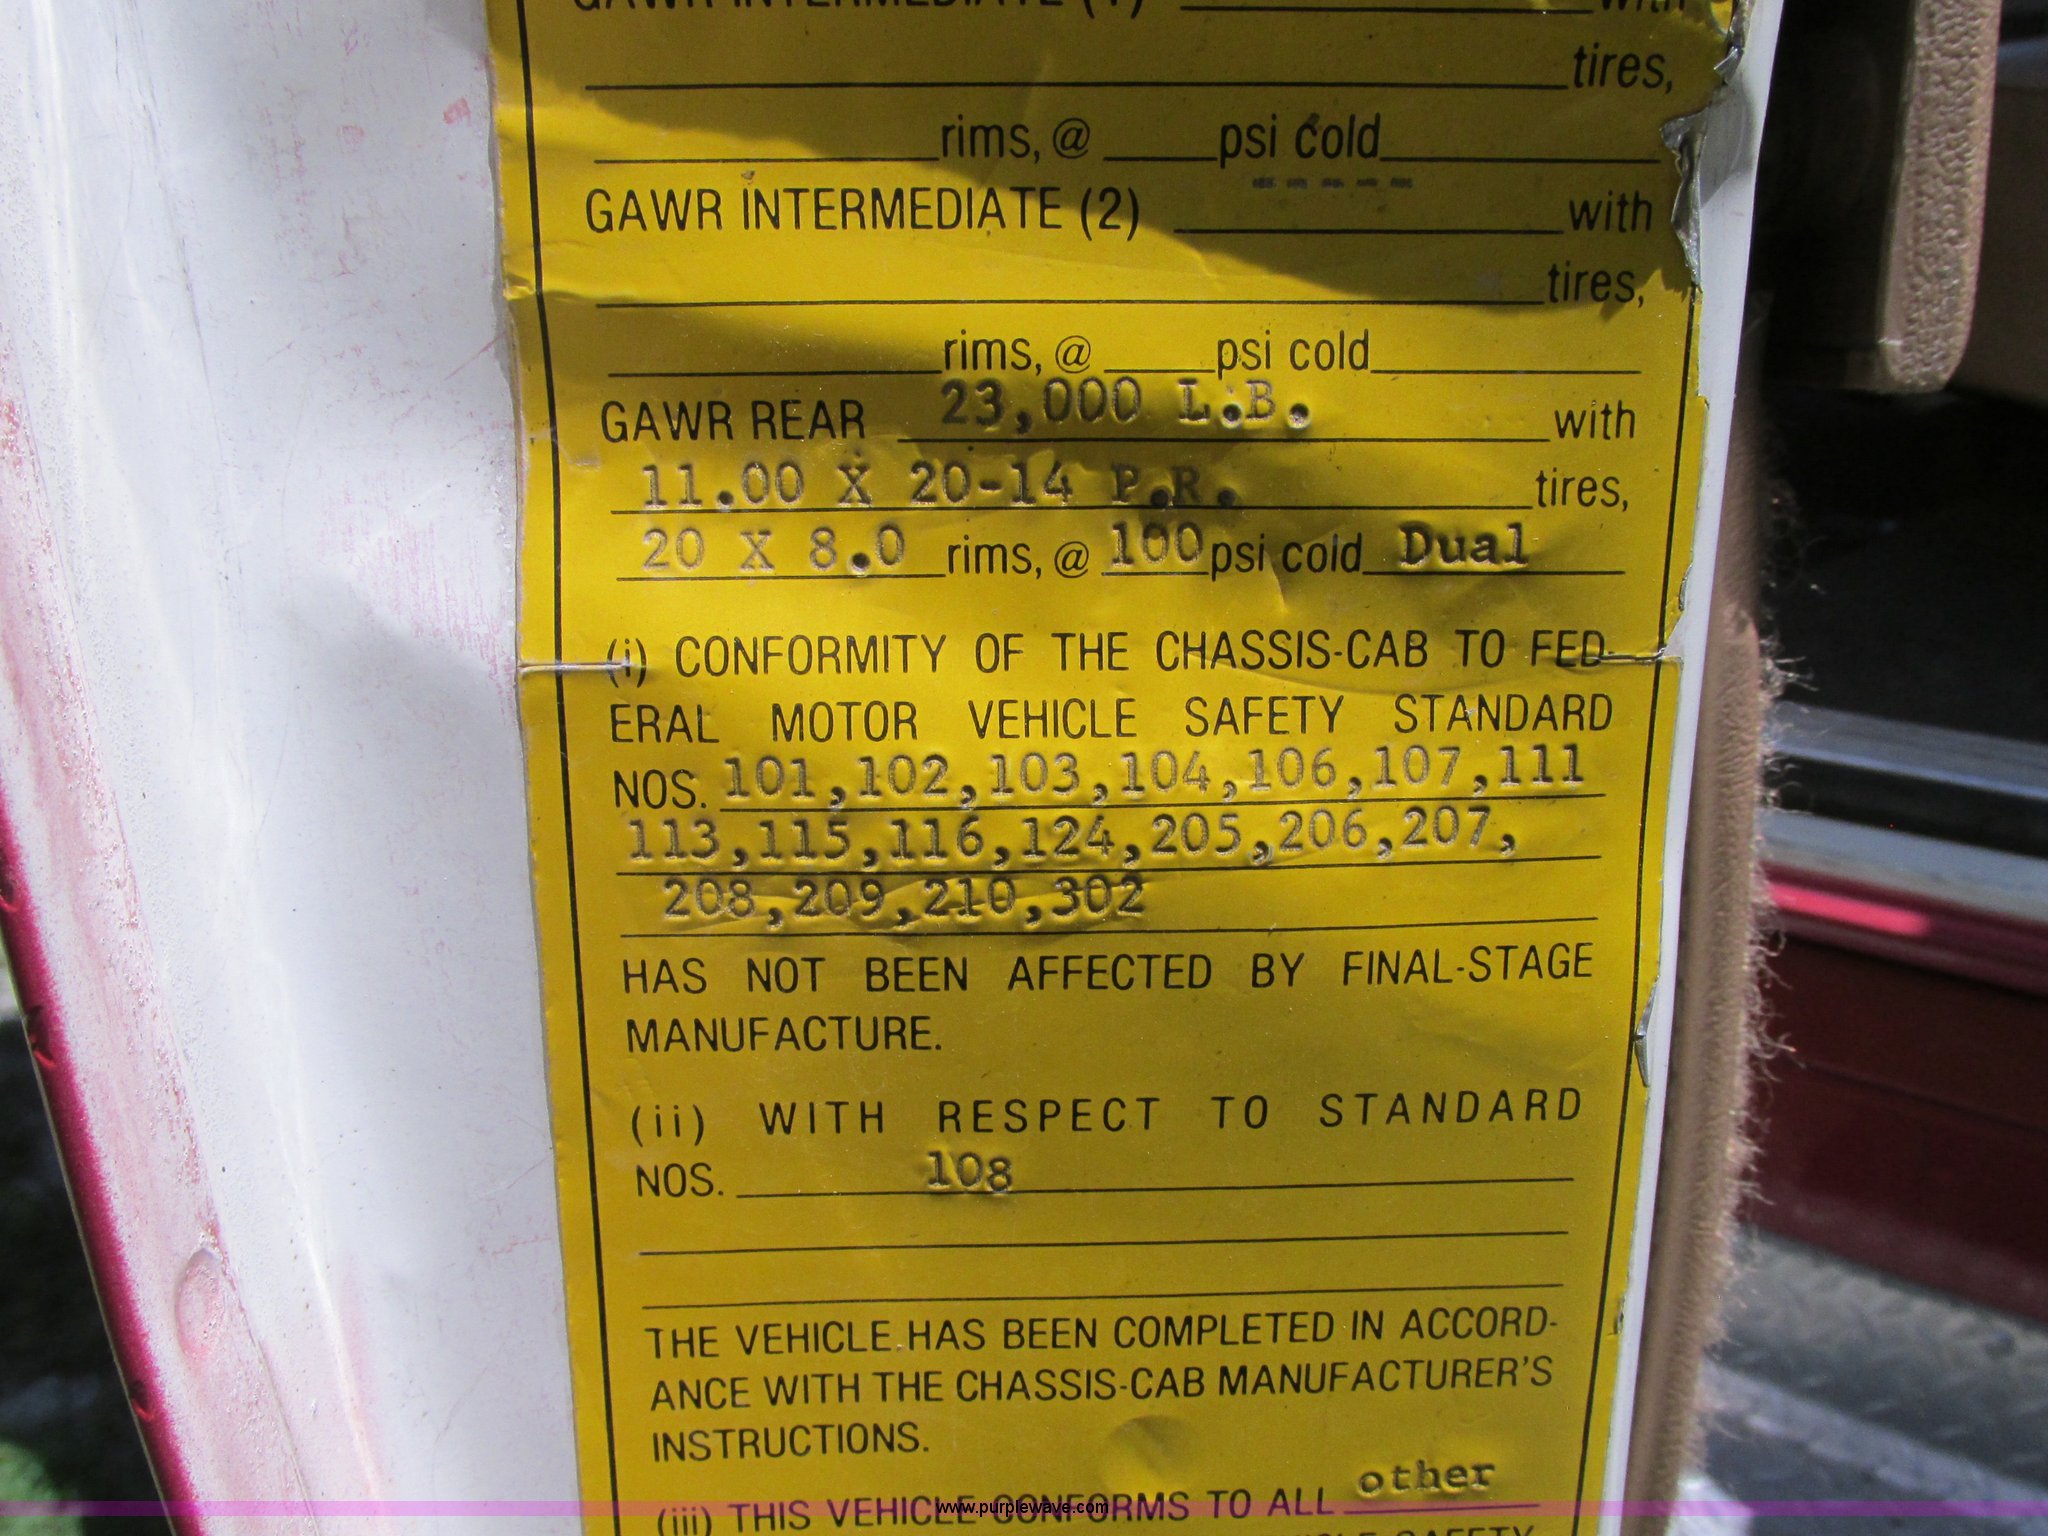 GAWR INTERMEDIATE (1) with
tires,
rims, @ psi cold
GAWR INTERMEDIATE (2) with
tires,
rims, @ psi cold
GAWR REAR 23,000 L.B. with
11.00 X 20-14 P.R. tires,
20 X 8.0 rims, @ 100 psi cold Dual
(i) CONFORMITY OF THE CHASSIS-CAB TO FED-
ERAL MOTOR VEHICLE SAFETY STANDARD
NOS. 101,102,103,104,106,107,111
113,115,116,124,205,206,207,
208,209,210,302
HAS NOT BEEN AFFECTED BY FINAL-STAGE
MANUFACTURE.
(ii) WITH RESPECT TO STANDARD
NOS. 108
THE VEHICLE HAS BEEN COMPLETED IN ACCORD-
ANCE WITH THE CHASSIS-CAB MANUFACTURER'S
INSTRUCTIONS.
(iii) THIS VEHICLE CONFORMS TO ALL other
www.purplewave.com